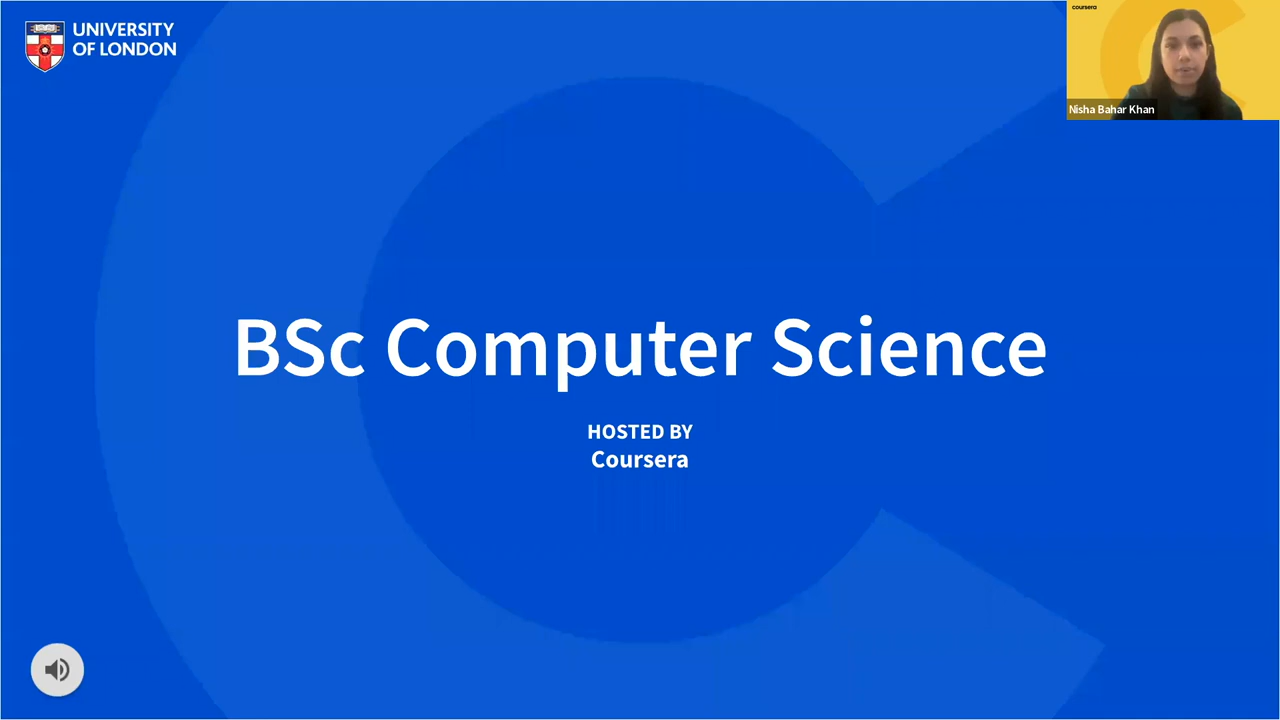 UNIVERSITY
OF LONDON
coursera
Nisha Bahar Khan
BSc Computer Science
HOSTED BY
Coursera